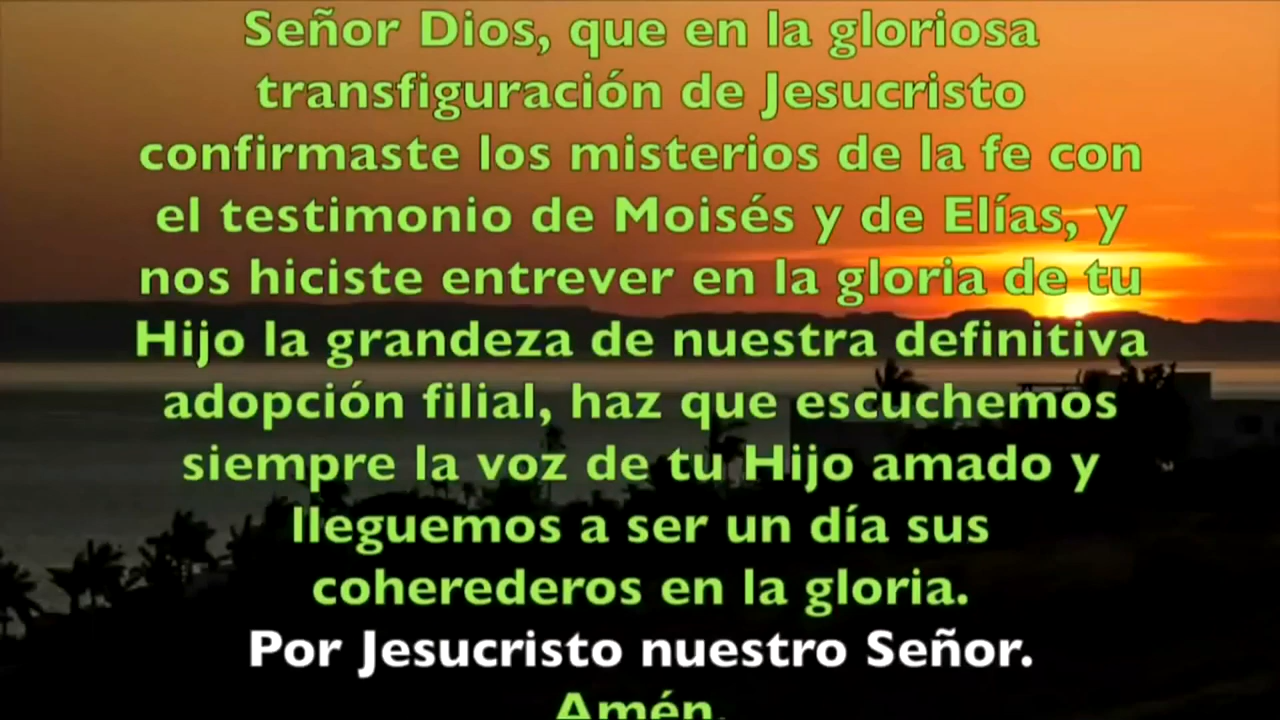 Señor Dios, que en la gloriosa
transfiguración de Jesucristo
confirmaste los misterios de la fe con
el testimonio de Moisés y de Elías, y
nos hiciste entrever en la gloria de tu
Hijo la grandeza de nuestra definitiva
adopción filial, haz que escuchemos
siempre la voz de tu Hijo amado y
lleguemos a ser un día sus
coherederos en la gloria.
Por Jesucristo nuestro Señor.
Amén.